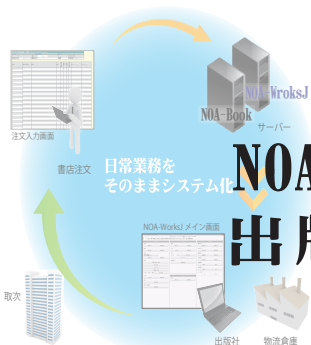 NOA-WroksJ
NOA-Book
サーバー
注文入力画面
書店注文
日常業務を
そのままシステム化
NOA
出版
NOA-WorksJ メイン画面
取次
出版社
物流倉庫